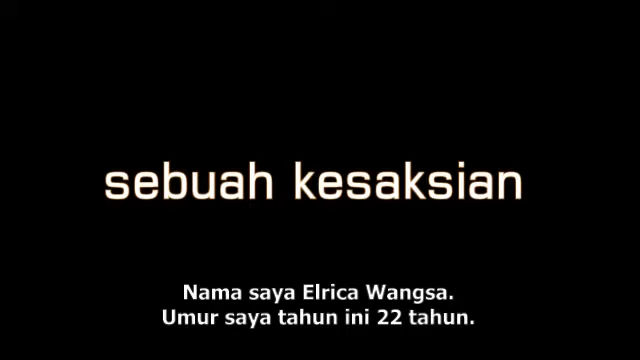 sebuah kesaksian
Nama saya Elrica Wangsa.
Umur saya tahun ini 22 tahun.